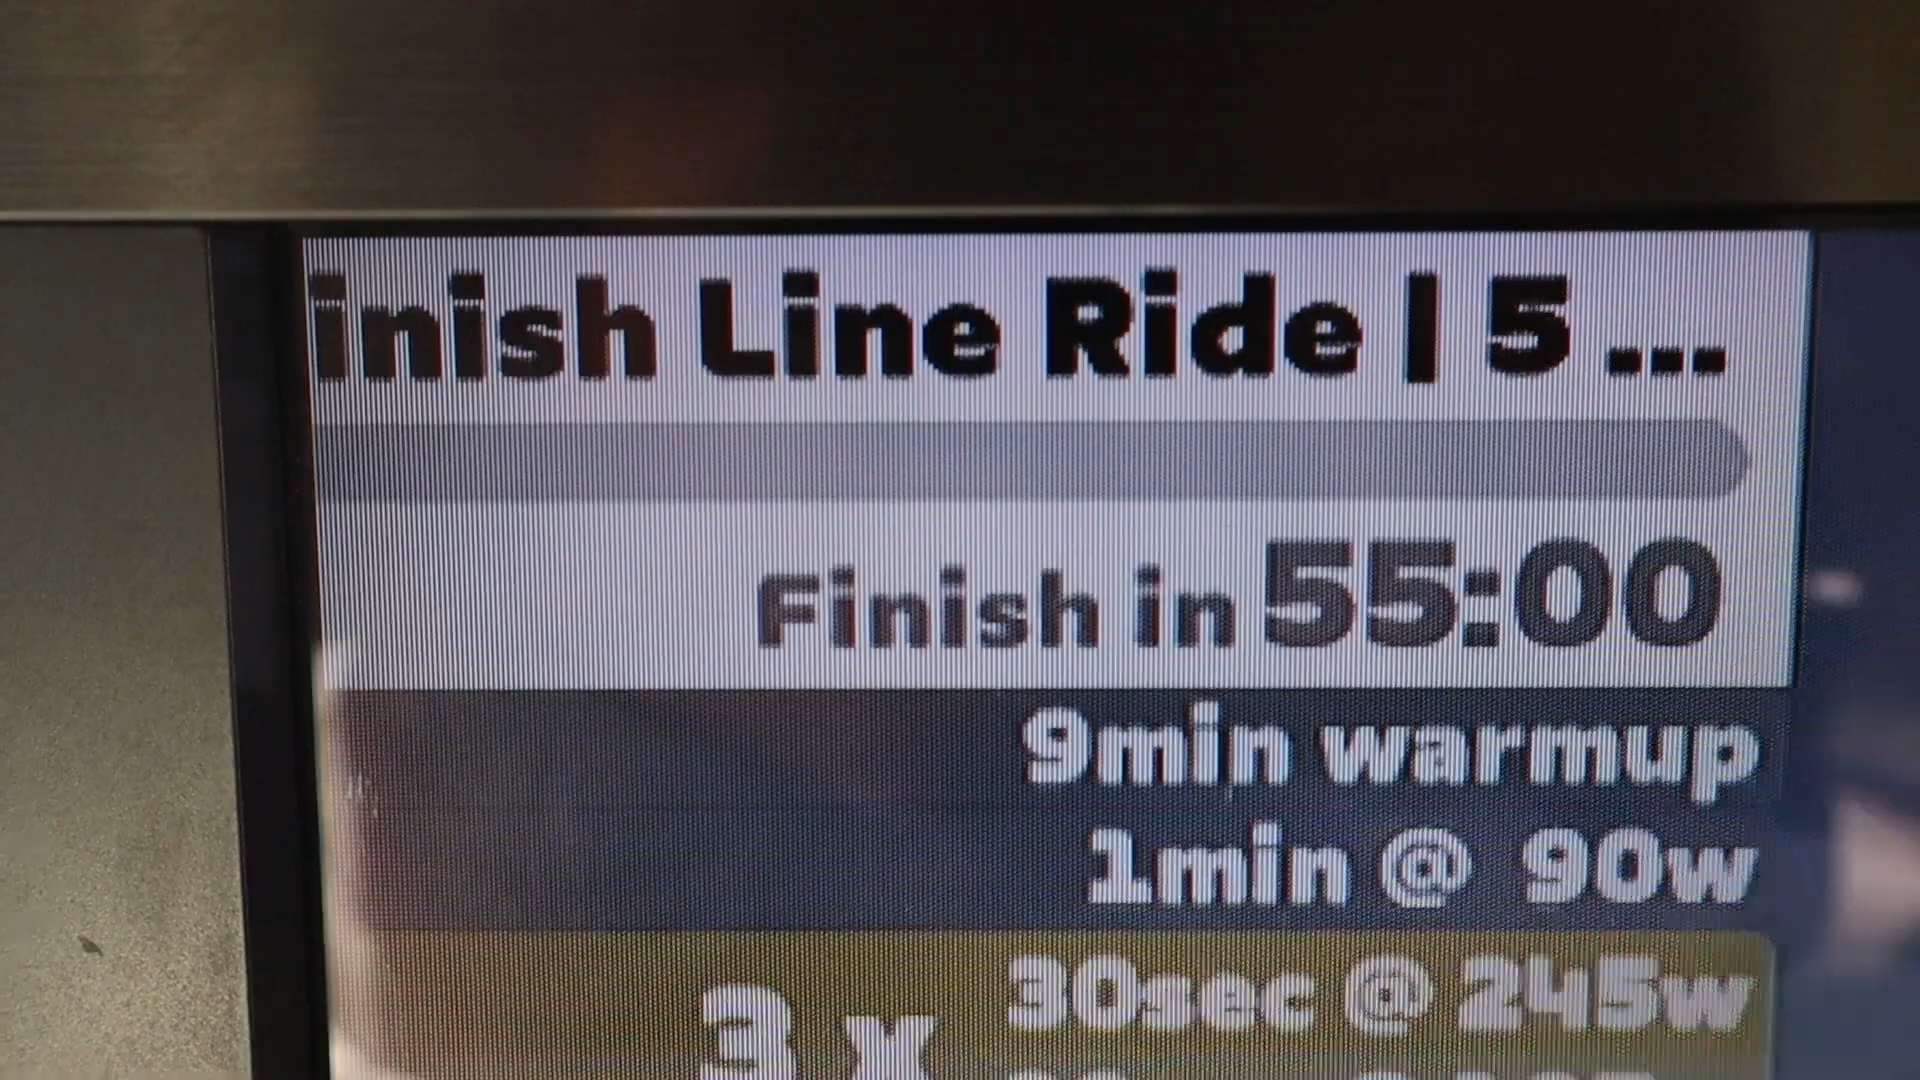 inish Line Ride | 5 ...
Finish in 55:00
9min warmup
1min @ 90w
3 x 30sec @ 245w